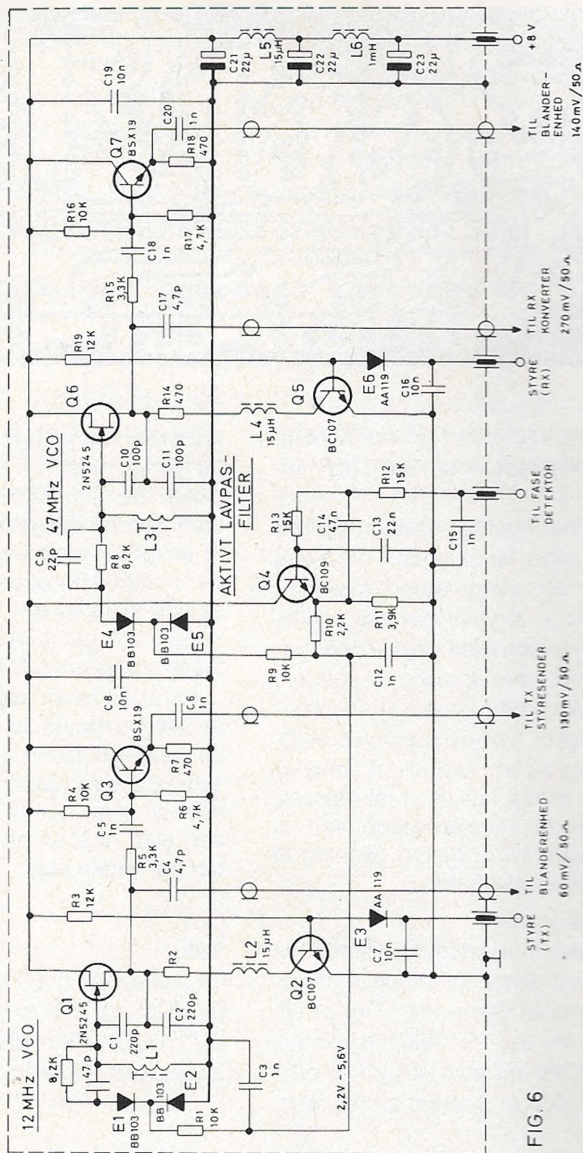 12 MHz VCO
8,2K
47p
E1
BB103
E2
BB 103
R1
10K
Q1
2N5245
C1
220p
C2
220p
L1
C3
1n
R2
L2
15µH
Q2
BC107
R3
12K
E3
AA 119
C7
10n
C4
4,7p
R5
3,3K
C5
1n
R4
10K
Q3
BSX19
R6
4,7K
R7
470
C6
1n
C8
10n
2,2V - 5,6V
47MHz VCO
C9
22p
R8
8,2K
E4
BB103
E5
BB103
Q6
2N5245
C10
100p
C11
100p
L3
AKTIVT LAVPAS-
FILTER
R9
10K
Q4
BC109
R10
2,2K
R11
3,9K
C12
1n
R13
15K
C14
47n
C13
22n
R12
15K
C15
1n
R14
470
L4
15µH
Q5
BC107
R19
12K
E6
AA119
C16
10n
C17
4,7p
R15
3,3K
C18
1n
R16
10K
Q7
BSX19
R17
4,7K
R18
470
C20
1n
C19
10n
C21
22µ
L5
15µH
C22
22µ
L6
1mH
C23
22µ
STYRE
(TX)
TIL
BLANDERENHED
60mV/50Ω
TIL TX
STYRESENDER
130mV/50Ω
TIL FASE
DETEKTOR
STYRE
(RX)
TIL RX
KONVERTER
270mV/50Ω
TIL
BLANDER-
ENHED
140mV/50Ω
+8V
FIG. 6